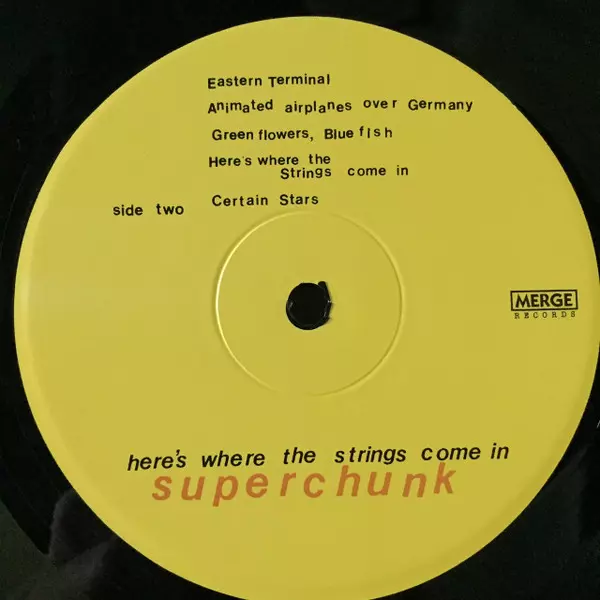 Eastern Terminal
Animated airplanes over Germany
Green flowers, Blue fish
Here's where the
Strings come in
side two
Certain Stars
MERGE
RECORDS
here's where the strings come in
superchunk